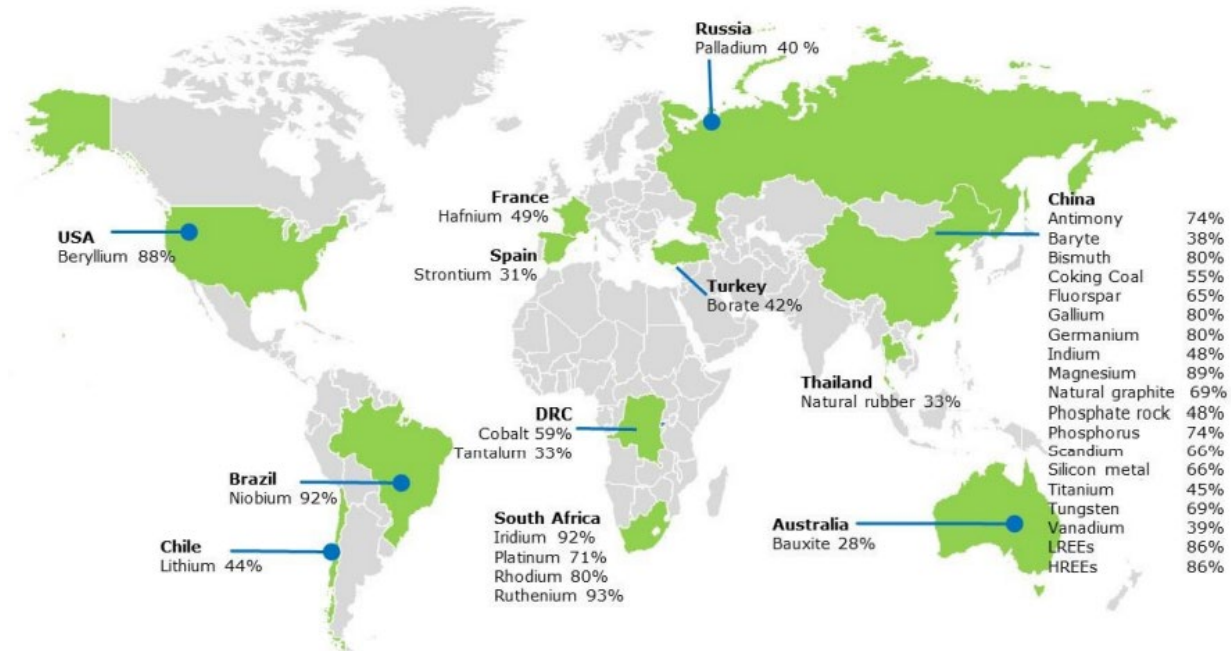 Russia
Palladium 40 %
France
Hafnium 49%
USA
Beryllium 88%
Spain
Strontium 31%
Turkey
Borate 42%
China
Antimony 74%
Baryte 38%
Bismuth 80%
Coking Coal 55%
Fluorspar 65%
Gallium 80%
Germanium 80%
Indium 48%
Magnesium 89%
Natural graphite 69%
Phosphate rock 48%
Phosphorus 74%
Scandium 66%
Silicon metal 66%
Titanium 45%
Tungsten 69%
Vanadium 39%
LREEs 86%
HREEs 86%
Thailand
Natural rubber 33%
DRC
Cobalt 59%
Tantalum 33%
Brazil
Niobium 92%
South Africa
Iridium 92%
Platinum 71%
Rhodium 80%
Ruthenium 93%
Australia
Bauxite 28%
Chile
Lithium 44%